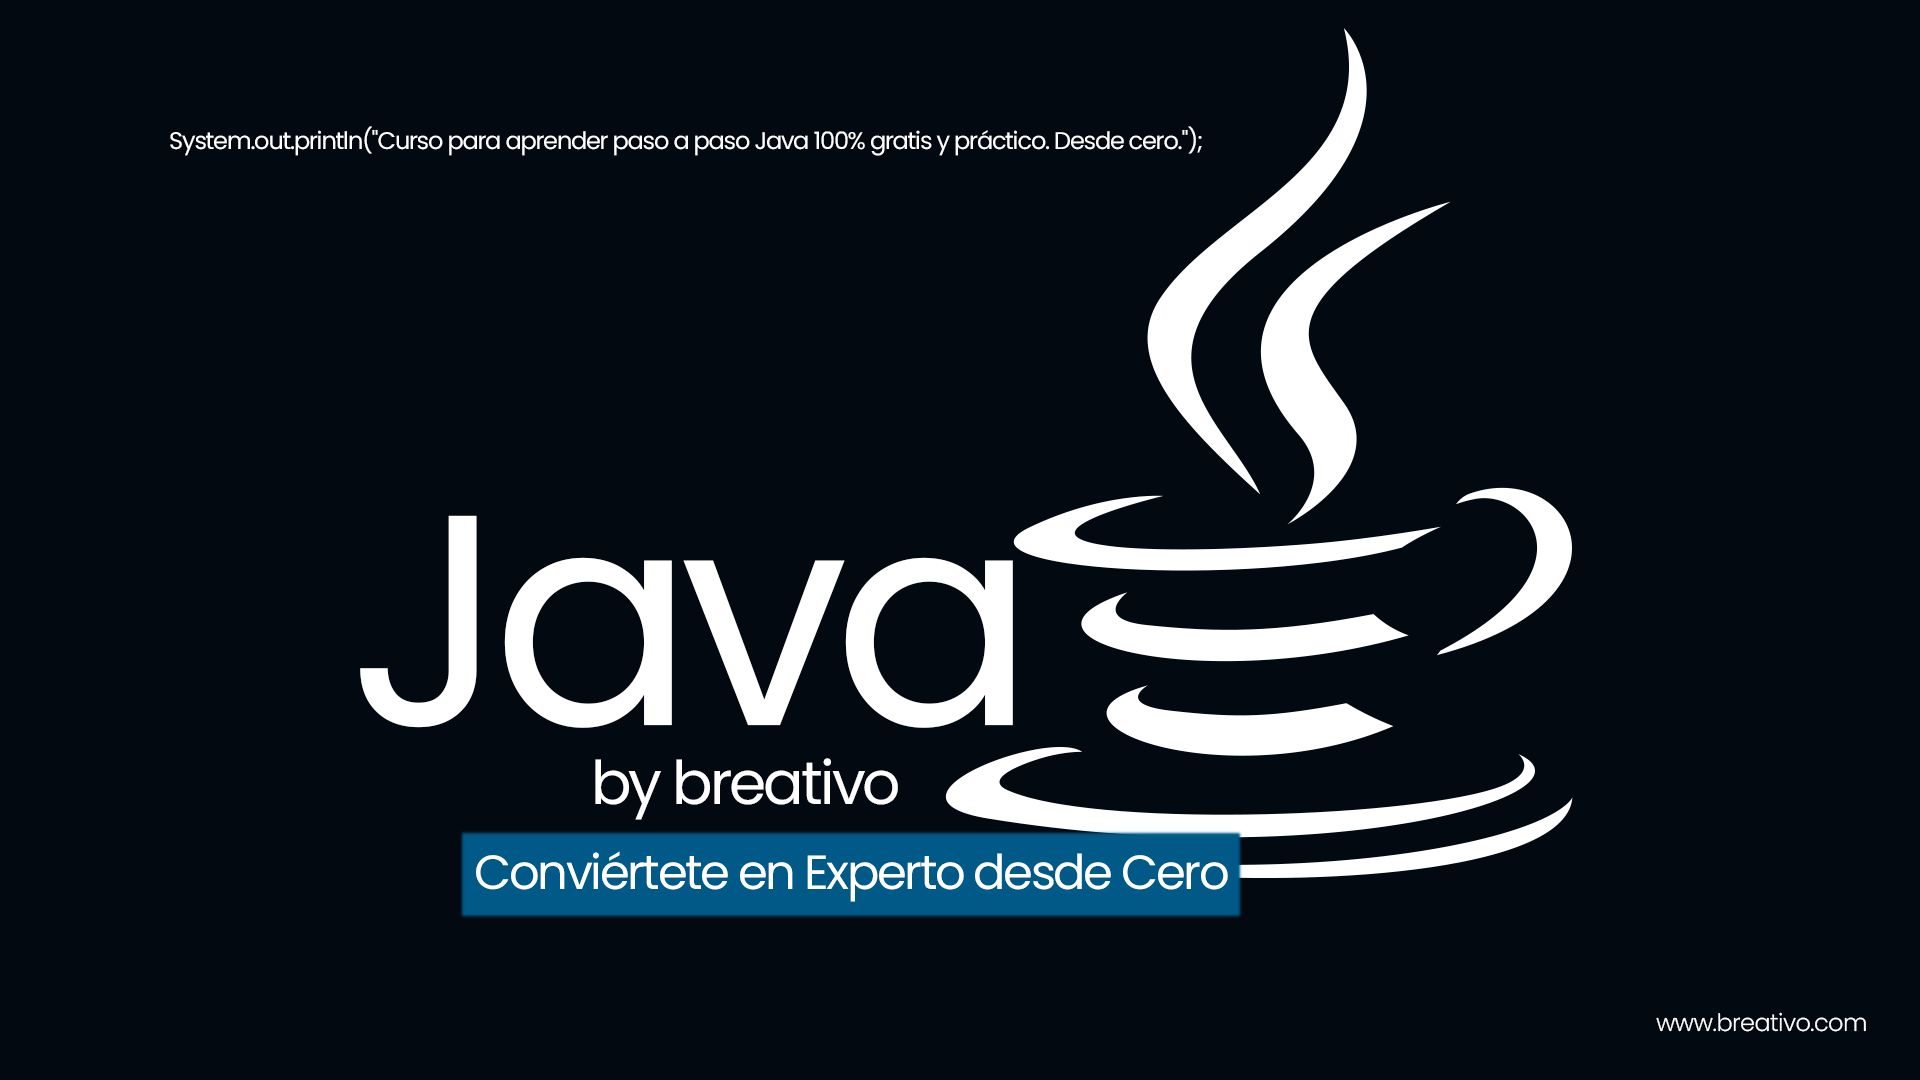 System.out.println("Curso para aprender paso a paso Java 100% gratis y práctico. Desde cero.");
Java
by breativo
Conviértete en Experto desde Cero
www.breativo.com